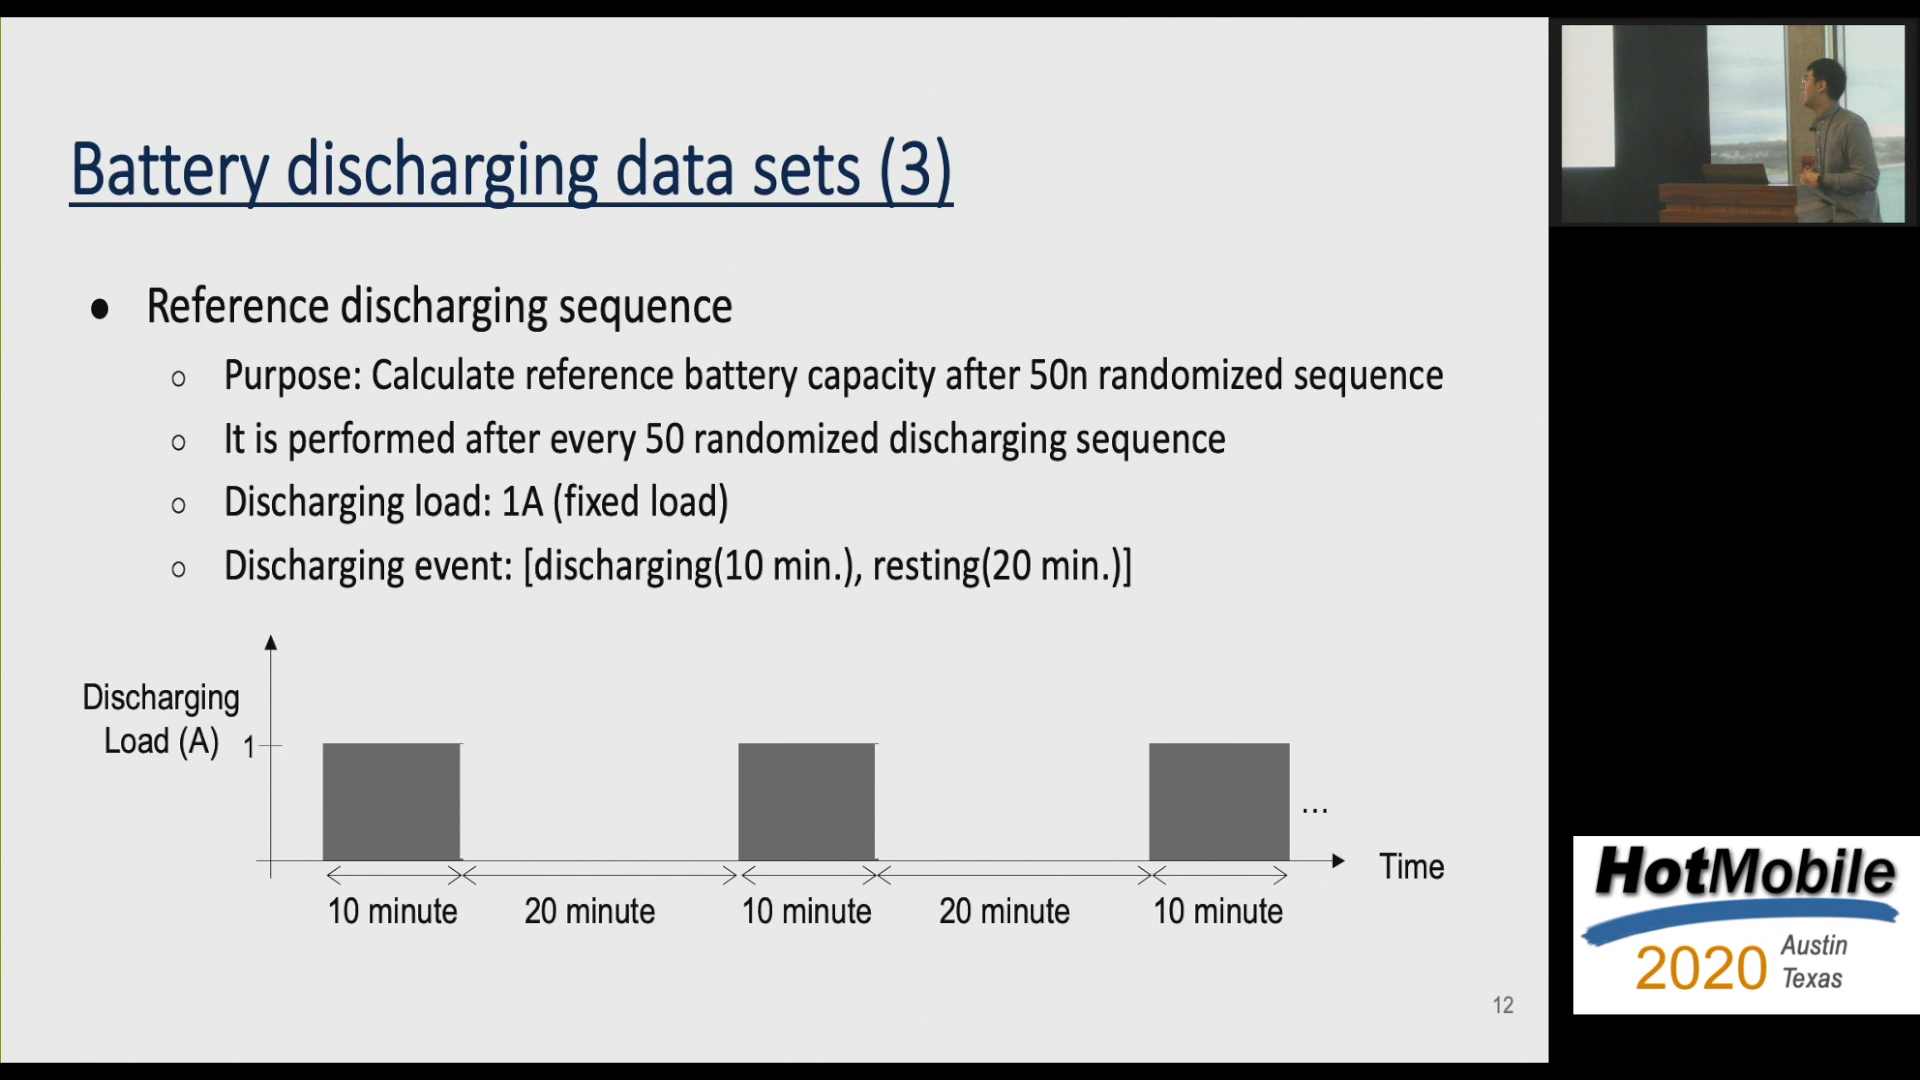 Battery discharging data sets (3)
Reference discharging sequence
Purpose: Calculate reference battery capacity after 50n randomized sequence
It is performed after every 50 randomized discharging sequence
Discharging load: 1A (fixed load)
Discharging event: [discharging(10 min.), resting(20 min.)]
Discharging
Load (A)
1
...
Time
10 minute
20 minute
10 minute
20 minute
10 minute
12
HotMobile
2020
Austin
Texas